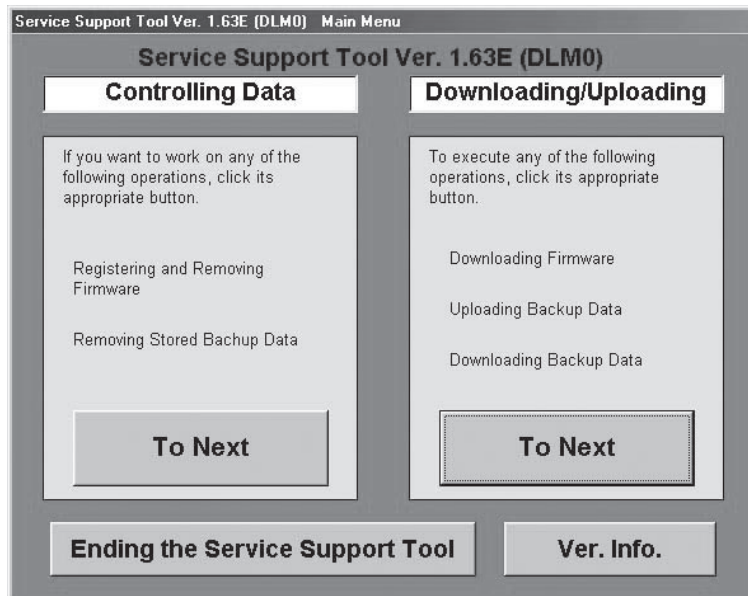 Service Support Tool Ver. 1.63E (DLM0) Main Menu
Service Support Tool Ver. 1.63E (DLM0)
Controlling Data
If you want to work on any of the
following operations, click its
appropriate button.
Registering and Removing
Firmware
Removing Stored Bachup Data
To Next
Downloading/Uploading
To execute any of the following
operations, click its appropriate
button.
Downloading Firmware
Uploading Backup Data
Downloading Backup Data
To Next
Ending the Service Support Tool
Ver. Info.